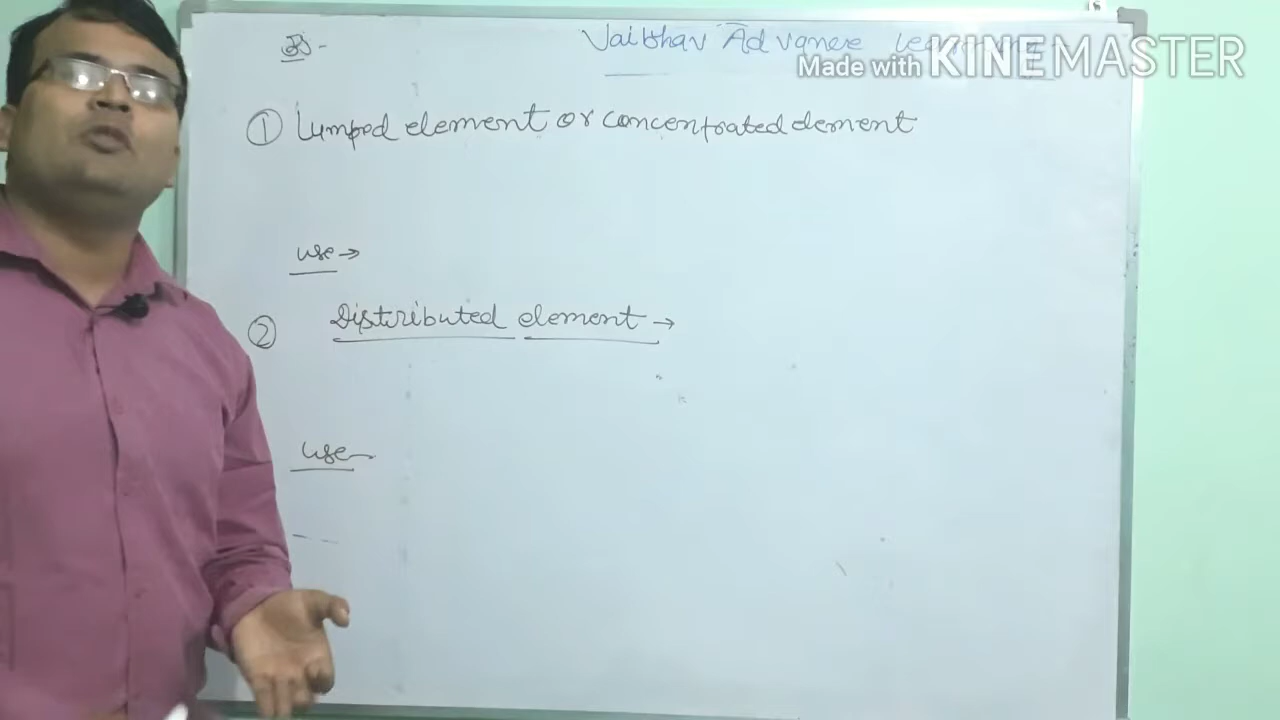 Vaibhav Advance
Made with KINEMASTER
① Lumped element or concentrated element
use →
② Distributed element →
use